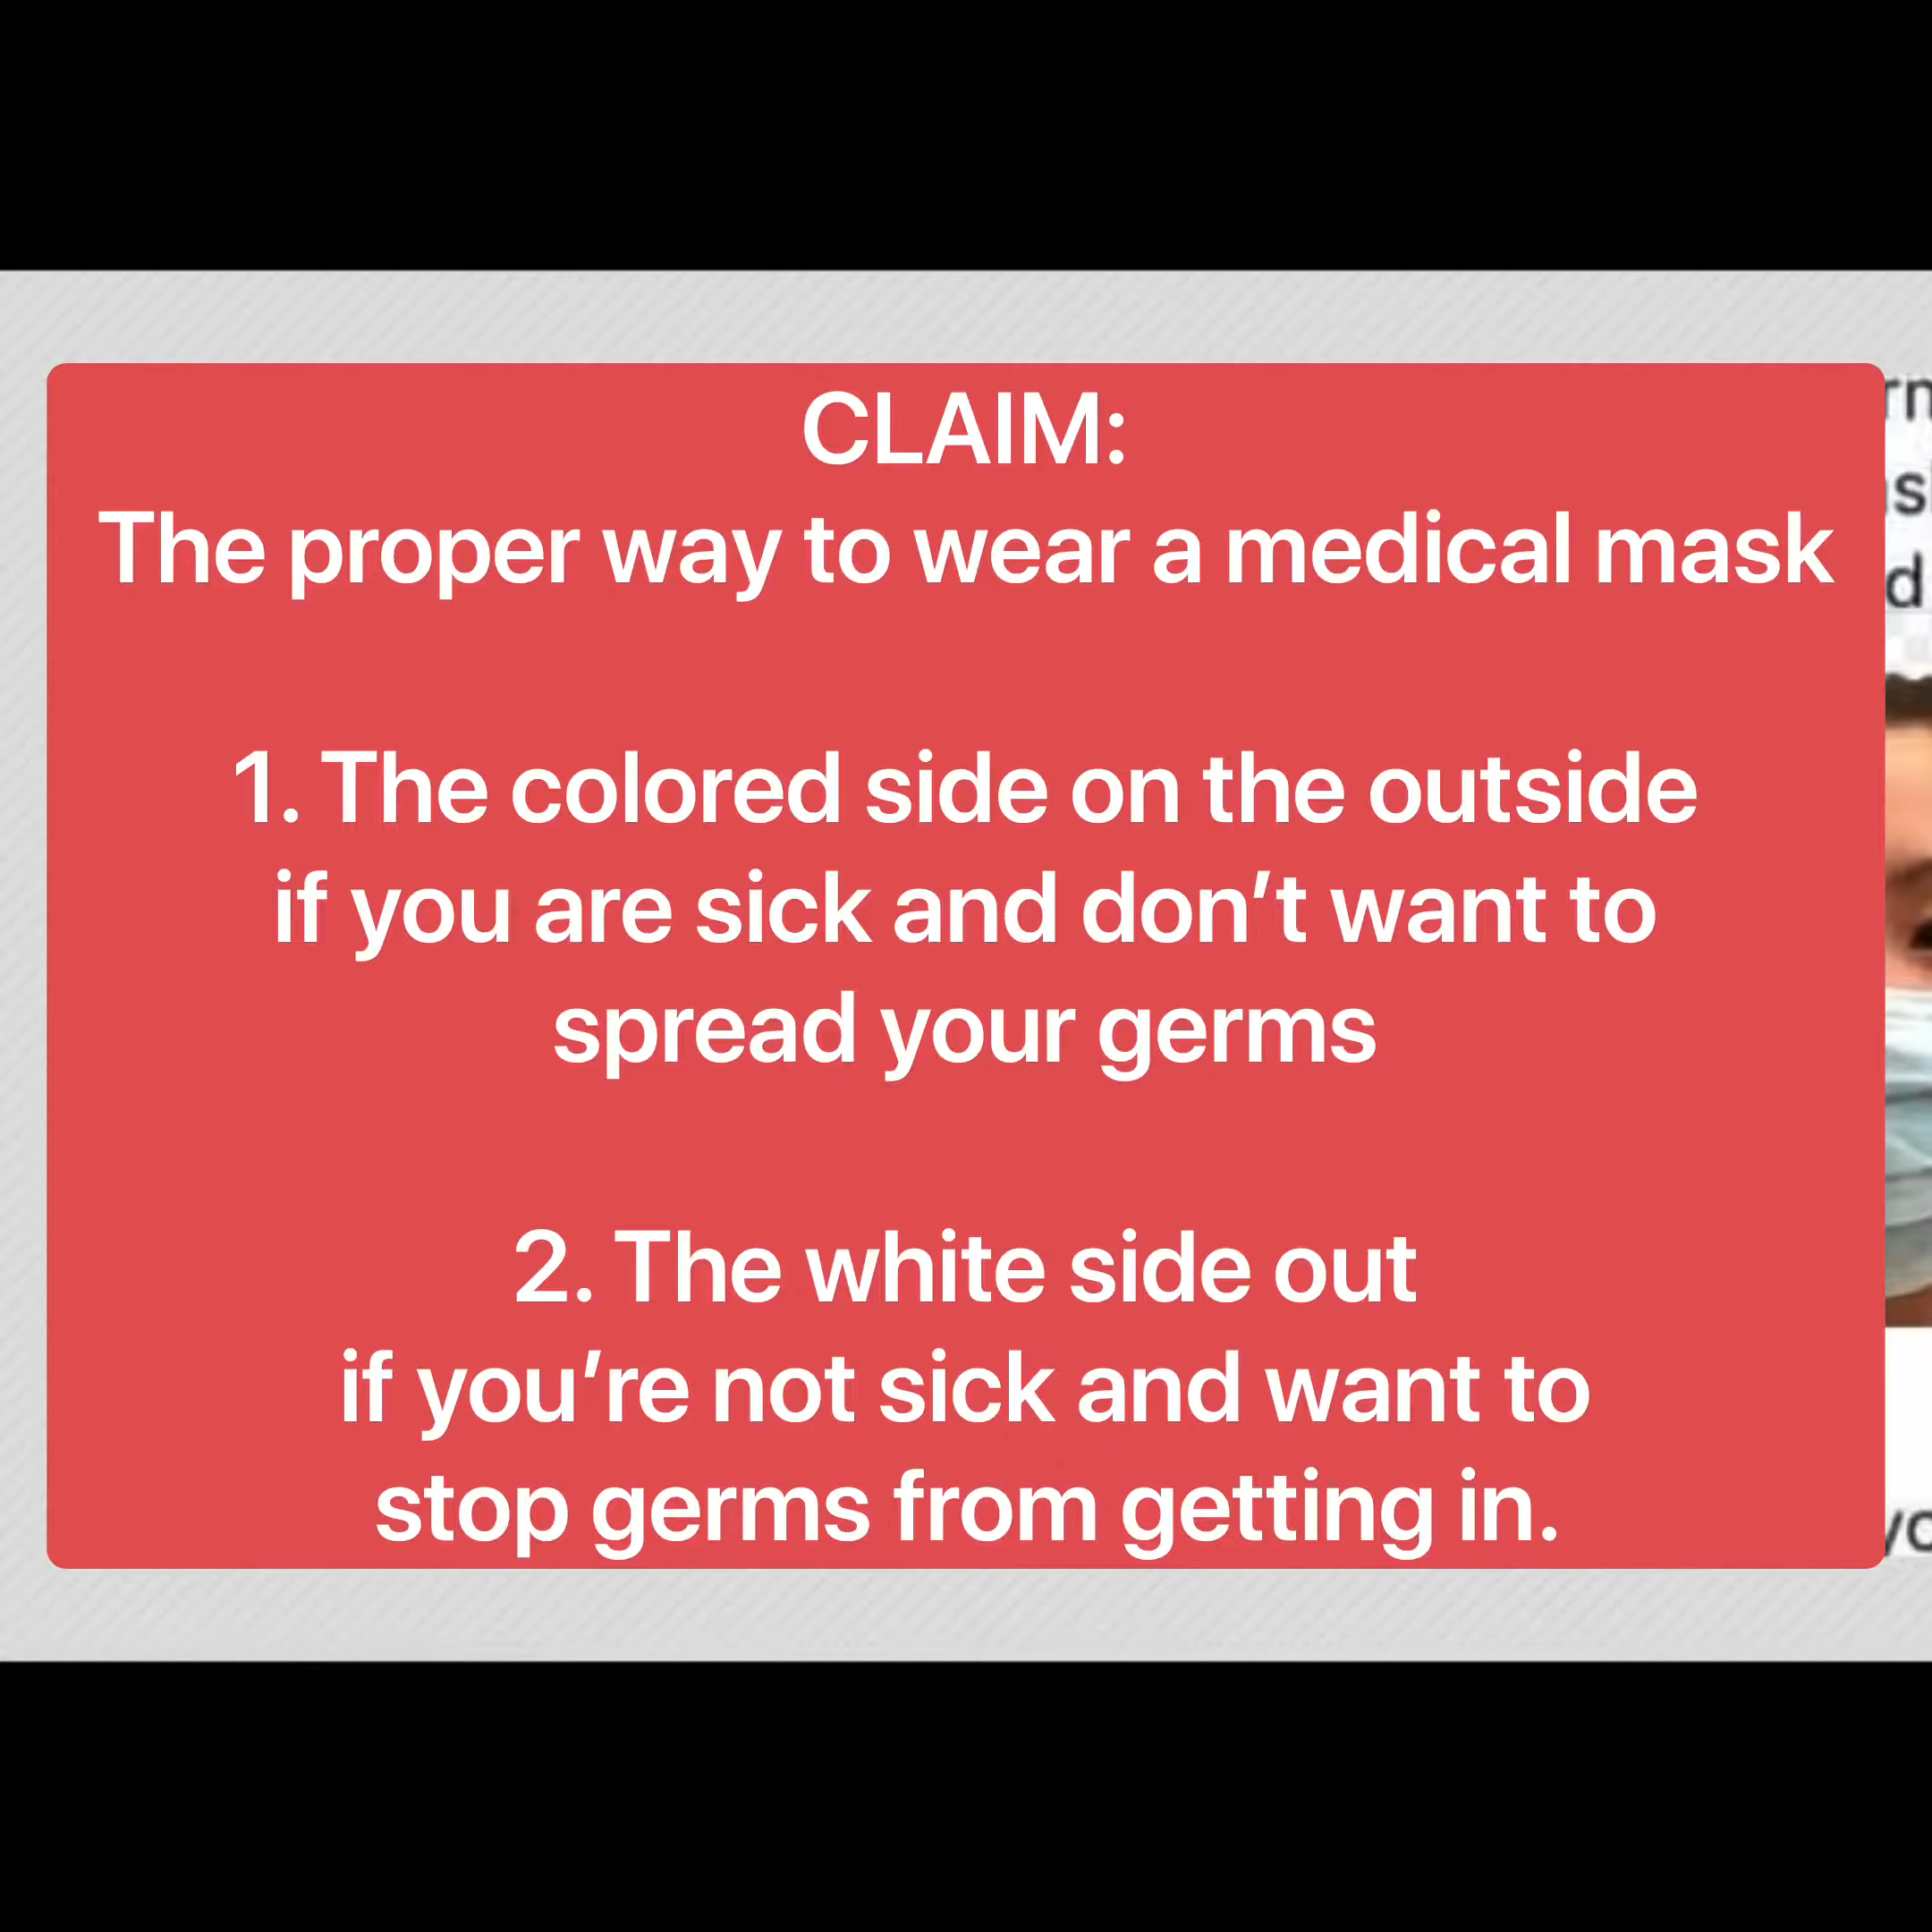 CLAIM:
The proper way to wear a medical mask
1. The colored side on the outside
if you are sick and don’t want to
spread your germs
2. The white side out
if you’re not sick and want to
stop germs from getting in.